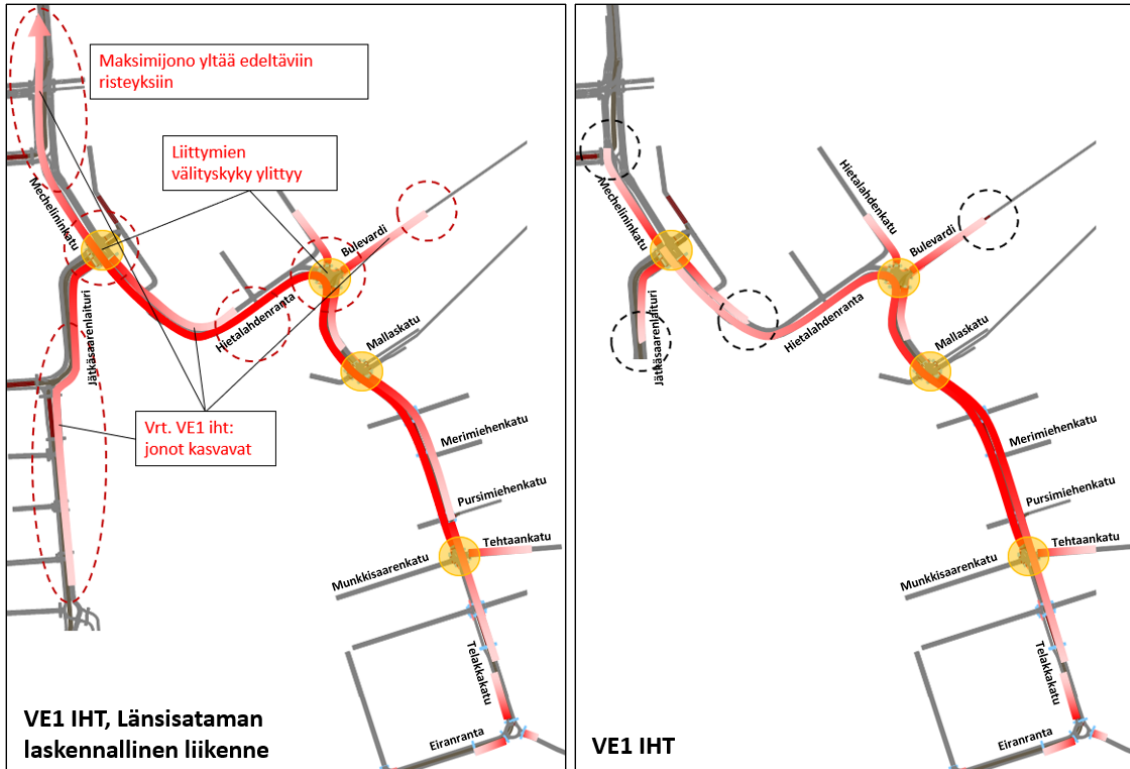 Maksimijono yltää edeltäviin
risteyksiin
Liittymien
välityskyky ylittyy
Mechelininkatu
Bulevardi
Hietalahdenranta
Jätkäsaarenlaituri
Mallaskatu
Vrt. VE1 iht:
jonot kasvavat
Merimiehenkatu
Pursimiehenkatu
Tehtaankatu
Munkkisaarenkatu
Telakkakatu
Eiranranta
VE1 IHT, Länsisataman
laskennallinen liikenne
Hietalahdenkatu
Mechelininkatu
Bulevardi
Hietalahdenranta
Jätkäsaarenlaituri
Mallaskatu
Merimiehenkatu
Pursimiehenkatu
Tehtaankatu
Munkkisaarenkatu
Telakkakatu
Eiranranta
VE1 IHT